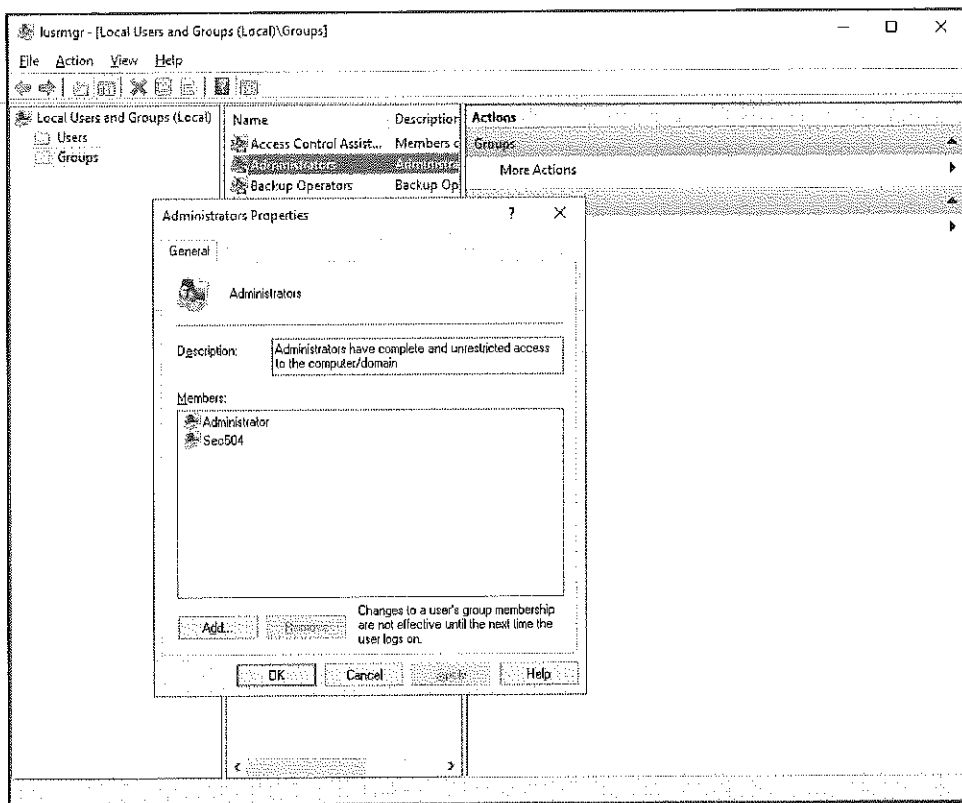 lusrmgr - [Local Users and Groups (Local)\Groups]
File Action View Help
Local Users and Groups (Local)
Users
Groups
Name Description
Access Control Assist... Members c
Administrators Administra
Backup Operators Backup Op
Actions
Groups
More Actions
Administrators Properties
General
Administrators
Description:
Administrators have complete and unrestricted access
to the computer/domain
Members:
Administrator
Sec504
Add...
Remove
Changes to a user's group membership
are not effective until the next time the
user logs on.
OK Cancel Apply Help